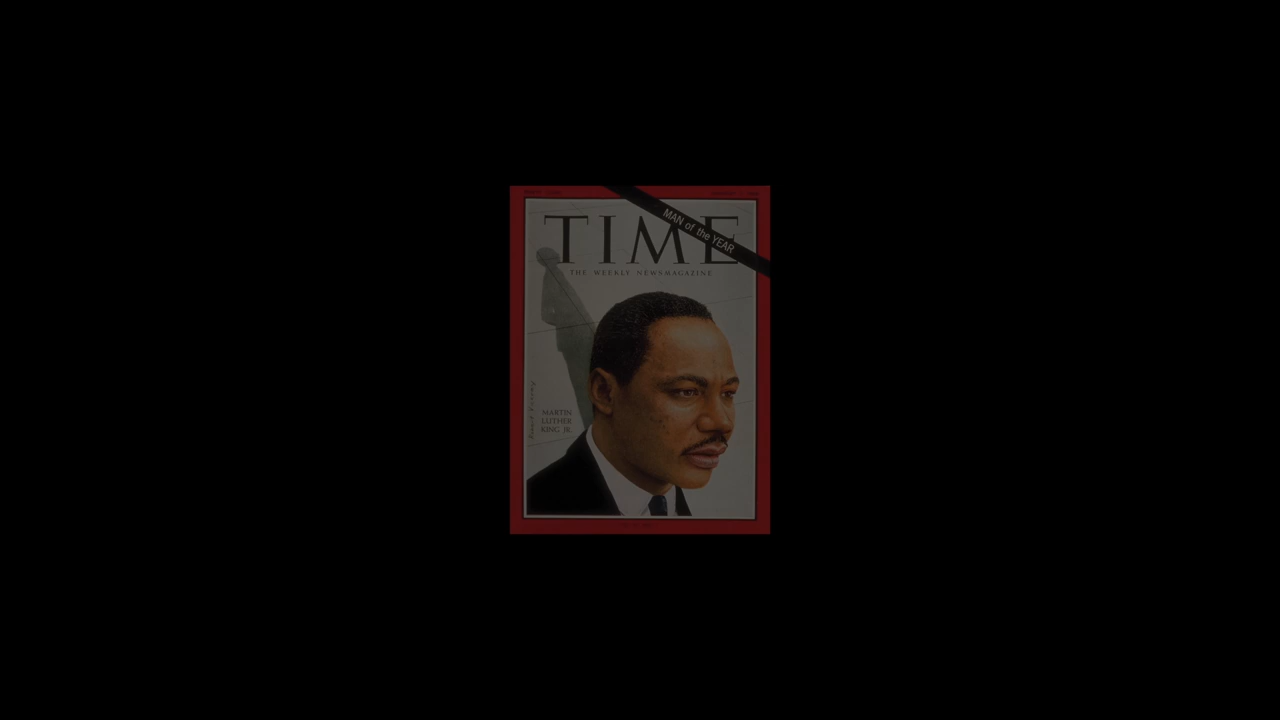 MAN of the YEAR
TIME
THE WEEKLY NEWSMAGAZINE
MARTIN
LUTHER
KING, JR.